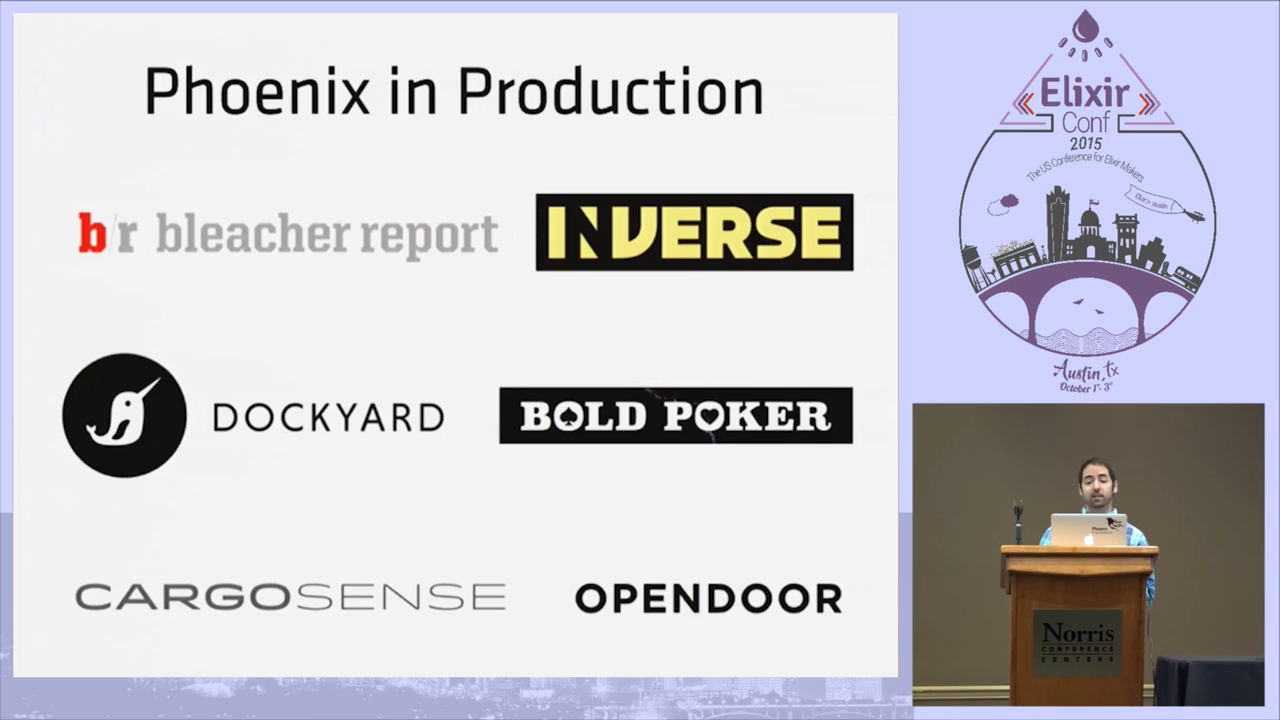 Phoenix in Production
b/r bleacher report
INVERSE
DOCKYARD
BOLD POKER
CARGOSENSE
OPENDOOR
Elixir
Conf
2015
The US Conference for Elixir Makers
Austin, tx
October 1st - 3rd
Phoenix
Norris
CONFERENCE
CENTERS